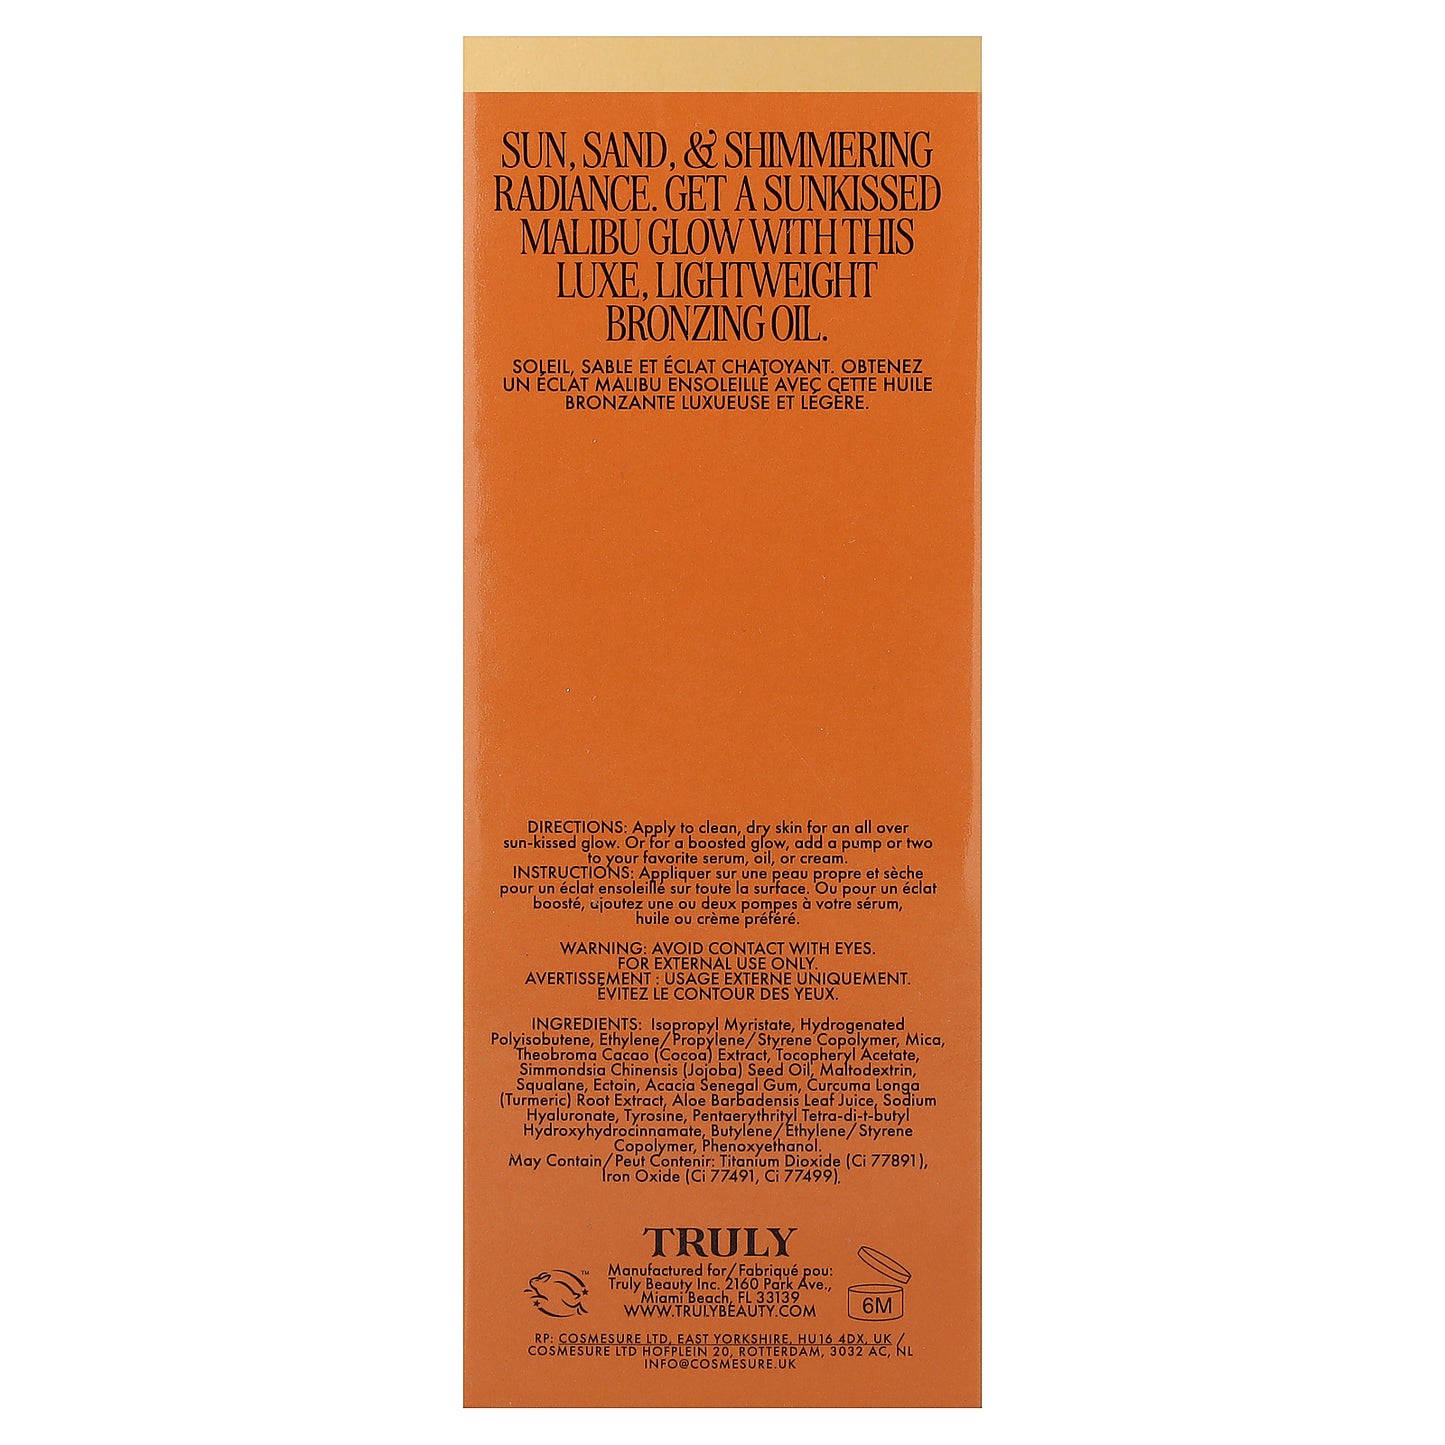 SUN, SAND, & SHIMMERING
RADIANCE. GET A SUNKISSED
MALIBU GLOW WITH THIS
LUXE, LIGHTWEIGHT
BRONZING OIL.
SOLEIL, SABLE ET ÉCLAT CHATOYANT. OBTENEZ
UN ÉCLAT MALIBU ENSOLEILLÉ AVEC CETTE HUILE
BRONZANTE LUXUEUSE ET LÉGÈRE.
DIRECTIONS: Apply to clean, dry skin for an all over
sun-kissed glow. Or for a boosted glow, add a pump or two
to your favorite serum, oil, or cream.
INSTRUCTIONS: Appliquer sur une peau propre et sèche
pour un éclat ensoleillé sur toute la surface. Ou pour un éclat
boosté, ajoutez une ou deux pompes à votre sérum,
huile ou crème préféré.
WARNING: AVOID CONTACT WITH EYES.
FOR EXTERNAL USE ONLY.
AVERTISSEMENT : USAGE EXTERNE UNIQUEMENT.
ÉVITEZ LE CONTOUR DES YEUX.
INGREDIENTS: Isopropyl Myristate, Hydrogenated
Polyisobutene, Ethylene/Propylene/Styrene Copolymer, Mica,
Theobroma Cacao (Cocoa) Extract, Tocopheryl Acetate,
Simmondsia Chinensis (Jojoba) Seed Oil, Maltodextrin,
Squalane, Ectoin, Acacia Senegal Gum, Curcuma Longa
(Turmeric) Root Extract, Aloe Barbadensis Leaf Juice, Sodium
Hyaluronate, Tyrosine, Pentaerythrityl Tetra-di-t-butyl
Hydroxyhydrocinnamate, Butylene/Ethylene/Styrene
Copolymer, Phenoxyethanol.
May Contain/Peut Contenir: Titanium Dioxide (Ci 77891),
Iron Oxide (Ci 77491, Ci 77499).
TRULY
Manufactured for/Fabriqué pou:
Truly Beauty Inc. 2160 Park Ave.,
Miami Beach, FL 33139
WWW.TRULYBEAUTY.COM
TM
6M
RP: COSMESURE LTD, EAST YORKSHIRE, HU16 4DX, UK /
COSMESURE LTD HOFPLEIN 20, ROTTERDAM, 3032 AC, NL
INFO@COSMESURE.UK